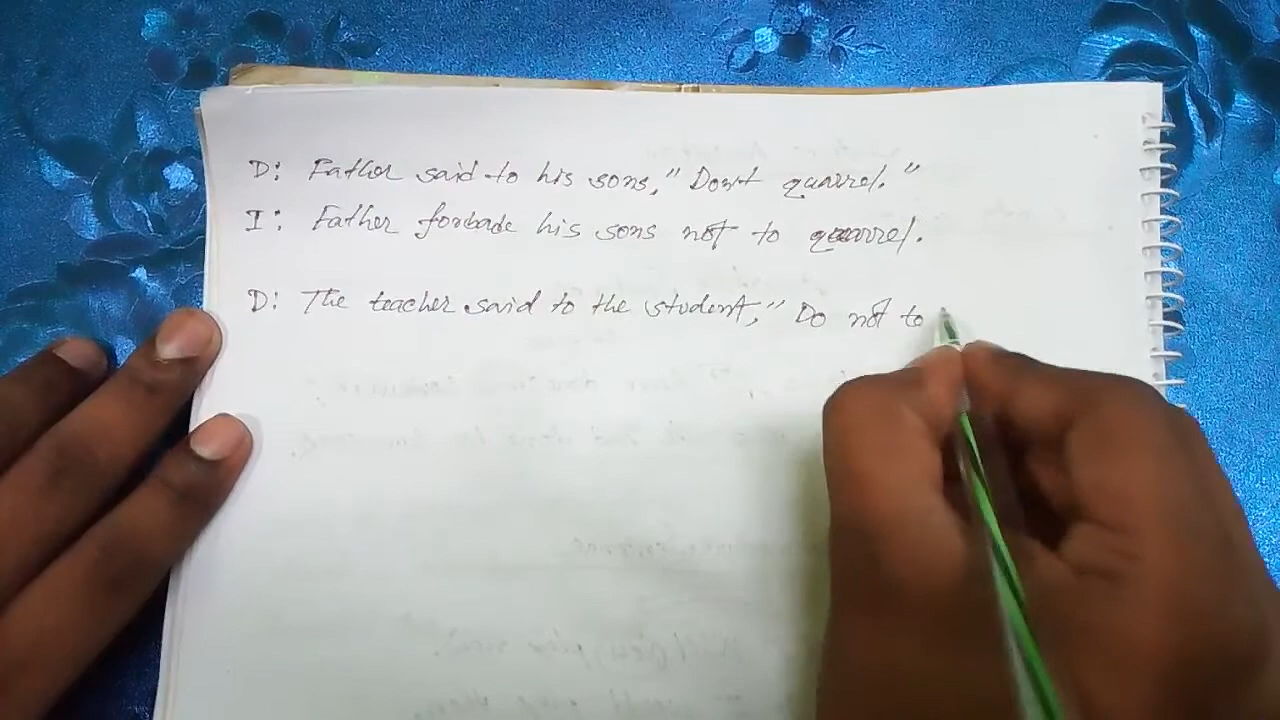 D: Father said to his sons, "Don't quarrel."
I: Father forbade his sons not to quarrel.
D: The teacher said to the student, "Do not to